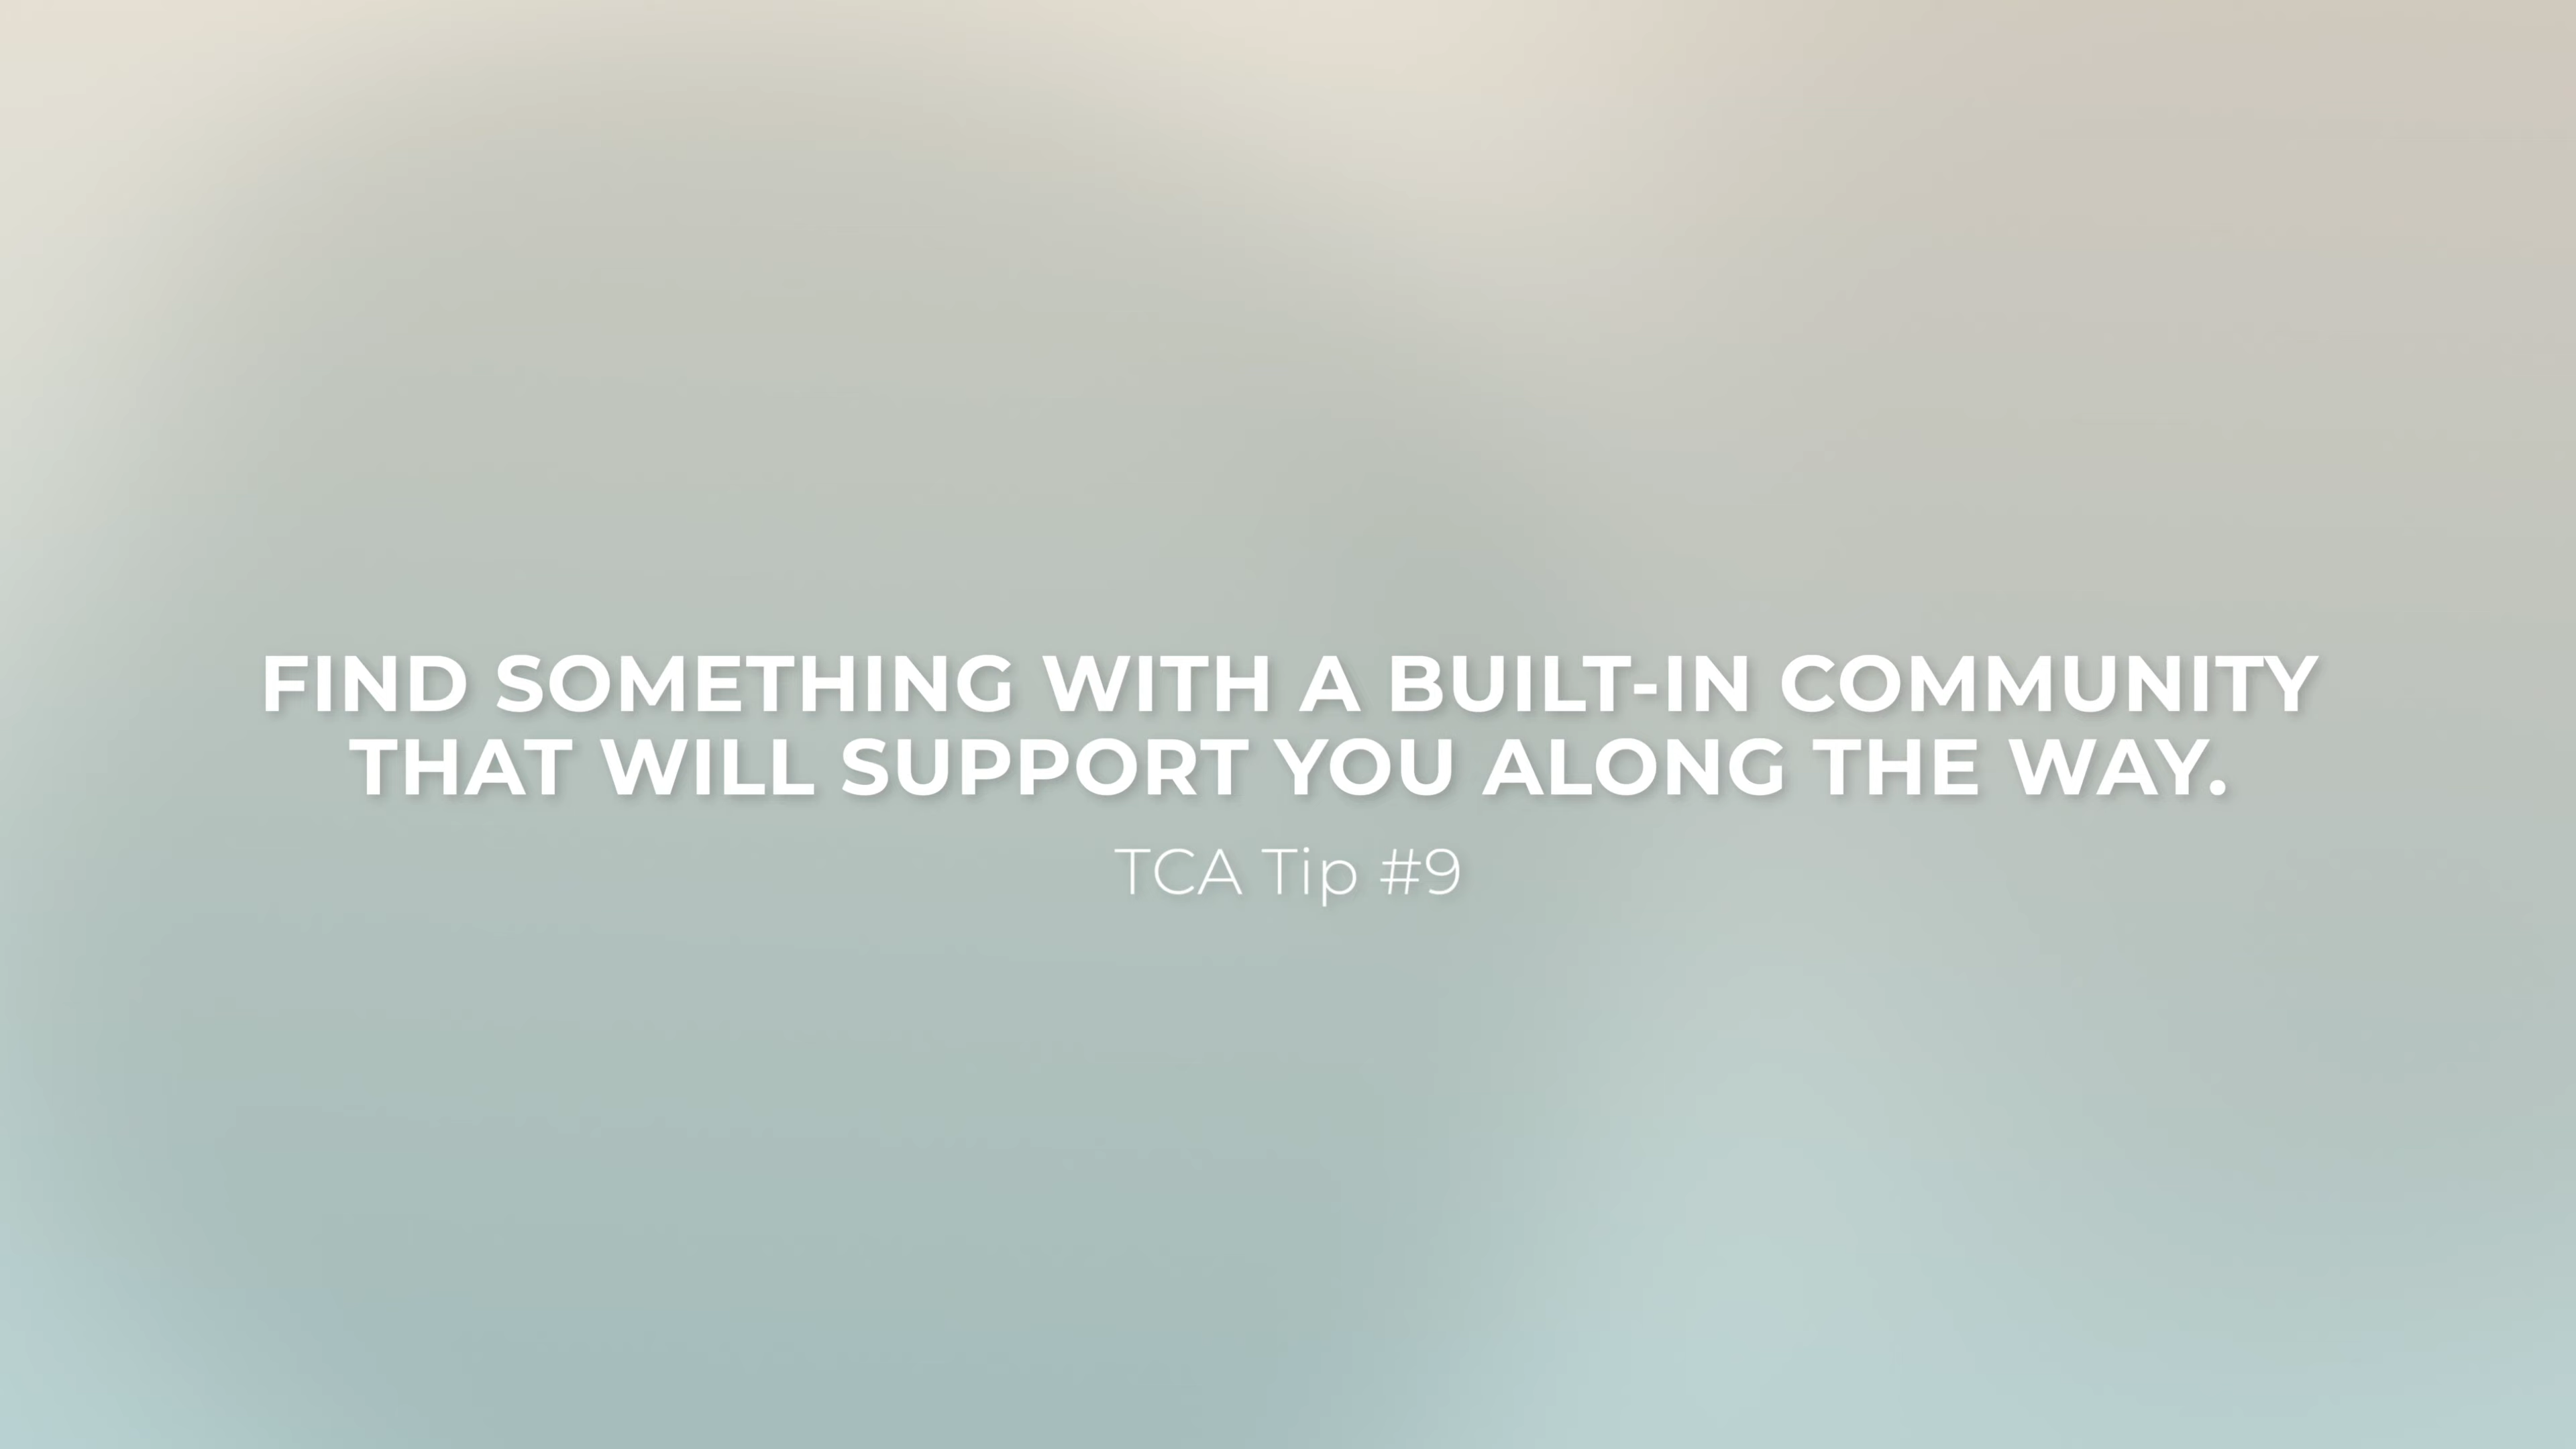 FIND SOMETHING WITH A BUILT-IN COMMUNITY
THAT WILL SUPPORT YOU ALONG THE WAY.
TCA Tip #9